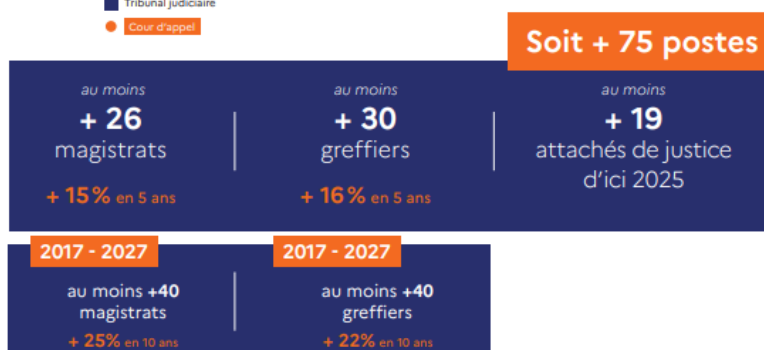 Tribunal judiciaire
Cour d'appel
Soit + 75 postes
au moins
+ 26
magistrats
+ 15% en 5 ans
au moins
+ 30
greffiers
+ 16% en 5 ans
au moins
+ 19
attachés de justice
d'ici 2025
2017 - 2027
au moins +40
magistrats
+ 25% en 10 ans
2017 - 2027
au moins +40
greffiers
+ 22% en 10 ans